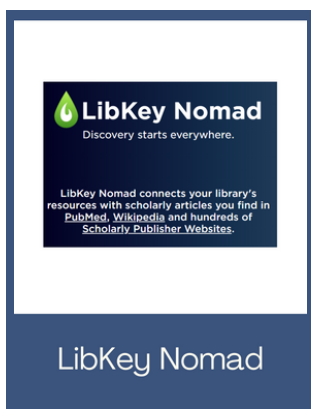 LibKey Nomad
Discovery starts everywhere.
LibKey Nomad connects your library's
resources with scholarly articles you find in
PubMed, Wikipedia and hundreds of
Scholarly Publisher Websites.
LibKey Nomad